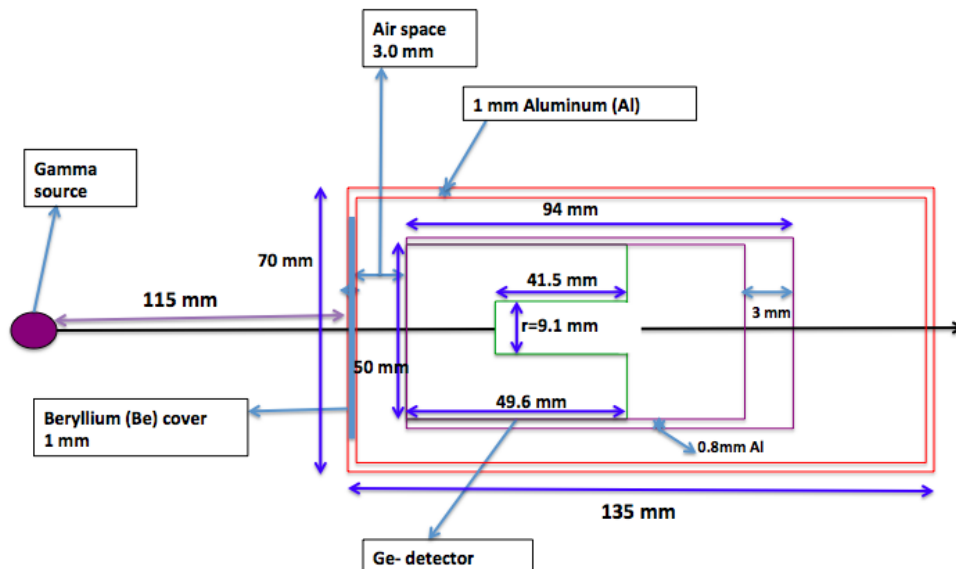 Air space
3.0 mm
1 mm Aluminum (Al)
Gamma
source
94 mm
70 mm
41.5 mm
115 mm
r=9.1 mm
3 mm
50 mm
49.6 mm
Beryllium (Be) cover
1 mm
0.8mm Al
135 mm
Ge- detector